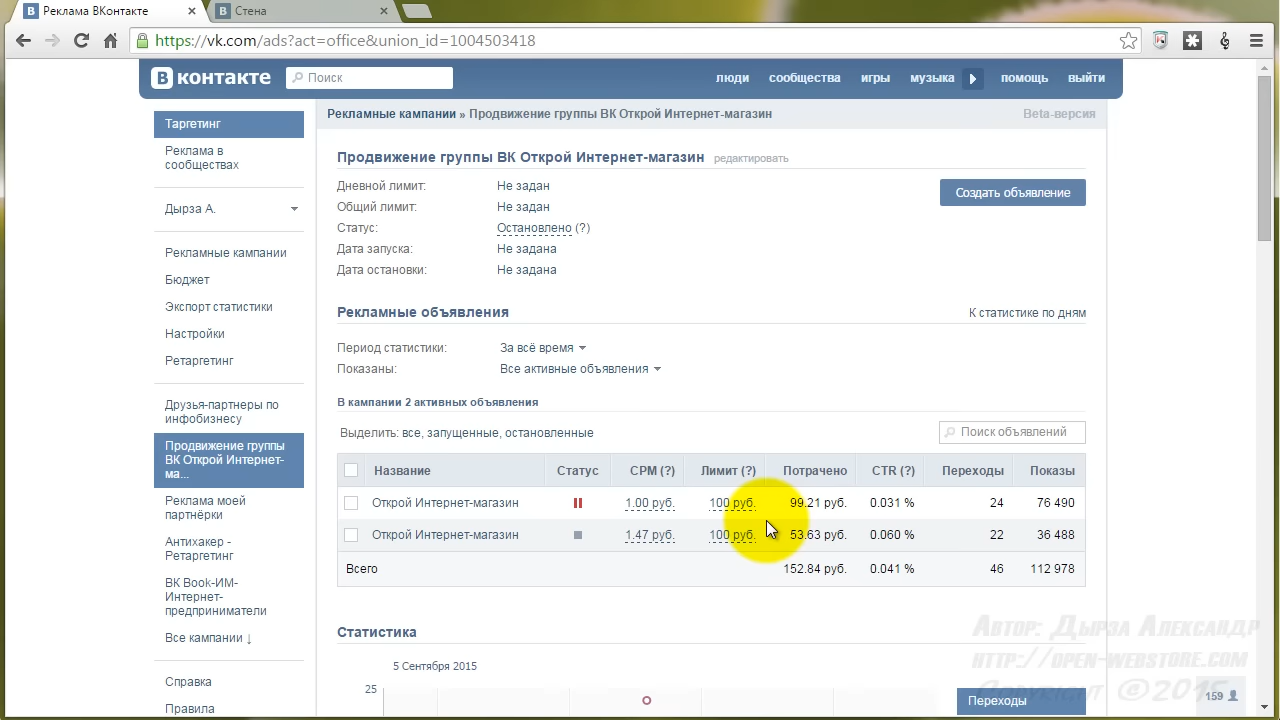 Реклама ВКонтакте
Стена
https://vk.com/ads?act=office&union_id=1004503418
В контакте
Поиск
люди сообщества игры музыка помощь выйти
Таргетинг
Реклама в
сообществах
Дырза А.
Рекламные кампании
Бюджет
Экспорт статистики
Настройки
Ретаргетинг
Друзья-партнеры по
инфобизнесу
Продвижение группы
ВК Открой Интернет-
ма...
Реклама моей
партнёрки
Антихакер -
Ретаргетинг
ВК Book-ИМ-
Интернет-
предприниматели
Все кампании ↓
Справка
Правила
Рекламные кампании » Продвижение группы ВК Открой Интернет-магазин
Beta-версия
Продвижение группы ВК Открой Интернет-магазин редактировать
Дневной лимит: Не задан
Общий лимит: Не задан
Статус: Остановлено (?)
Дата запуска: Не задана
Дата остановки: Не задана
Создать объявление
Рекламные объявления
К статистике по дням
Период статистики: За всё время
Показаны: Все активные объявления
В кампании 2 активных объявления
Выделить: все, запущенные, остановленные
Поиск объявлений
Название Статус CPM (?) Лимит (?) Потрачено CTR (?) Переходы Показы
Открой Интернет-магазин 1.00 руб. 100 руб. 99.21 руб. 0.031 % 24 76 490
Открой Интернет-магазин 1.47 руб. 100 руб. 53.63 руб. 0.060 % 22 36 488
Всего 152.84 руб. 0.041 % 46 112 978
Статистика
5 Сентября 2015
25
Переходы
Автор: Дырза Александр
http://open-webstore.com
Copyright ©2015
159